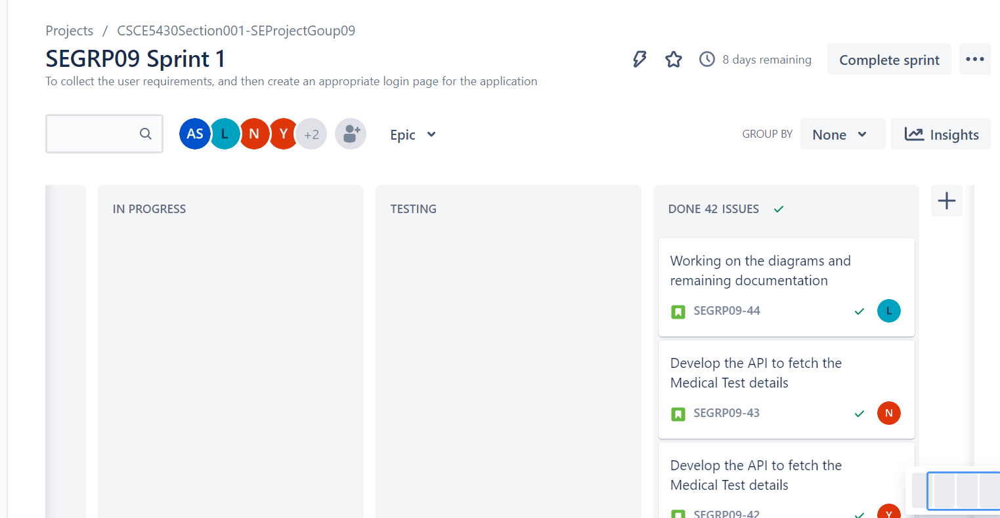 Projects / CSCE5430Section001-SEProjectGoup09
SEGRP09 Sprint 1
8 days remaining
Complete sprint
To collect the user requirements, and then create an appropriate login page for the application
AS L N Y +2
Epic
GROUP BY
None
Insights
IN PROGRESS
TESTING
DONE 42 ISSUES
Working on the diagrams and
remaining documentation
SEGRP09-44
L
Develop the API to fetch the
Medical Test details
SEGRP09-43
N
Develop the API to fetch the
Medical Test details
SEGRP09-42
Y